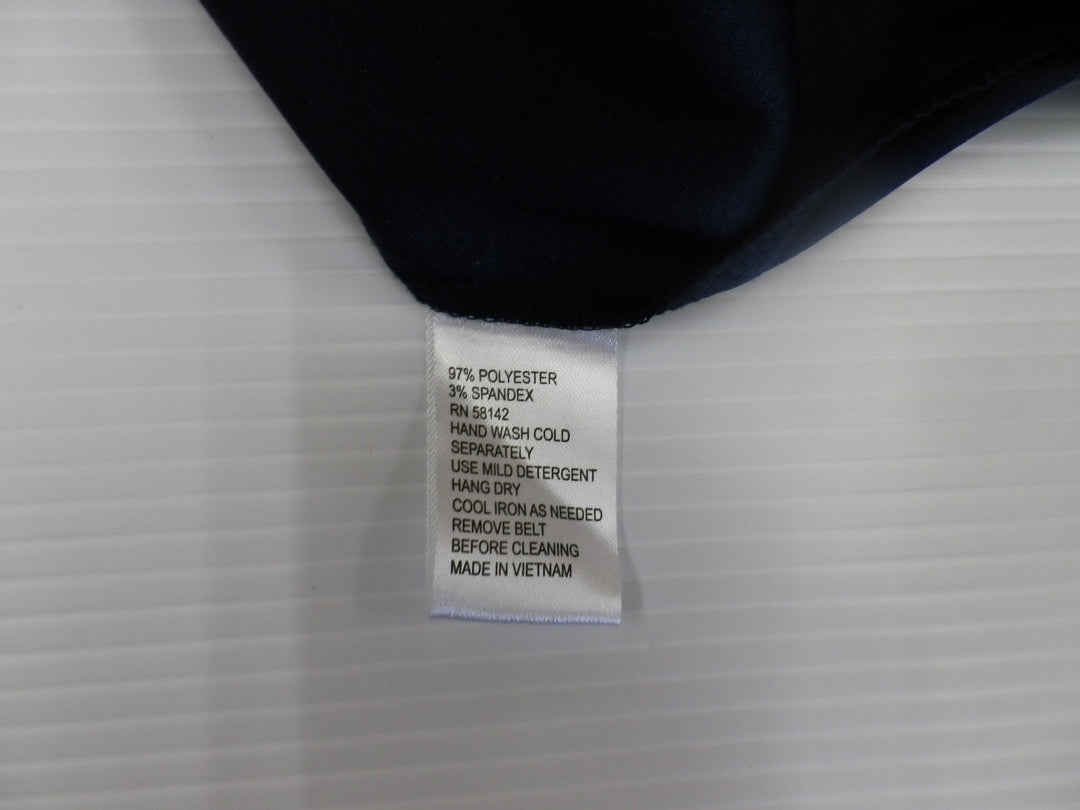 97% POLYESTER
3% SPANDEX
RN 58142
HAND WASH COLD
SEPARATELY
USE MILD DETERGENT
HANG DRY
COOL IRON AS NEEDED
REMOVE BELT
BEFORE CLEANING
MADE IN VIETNAM